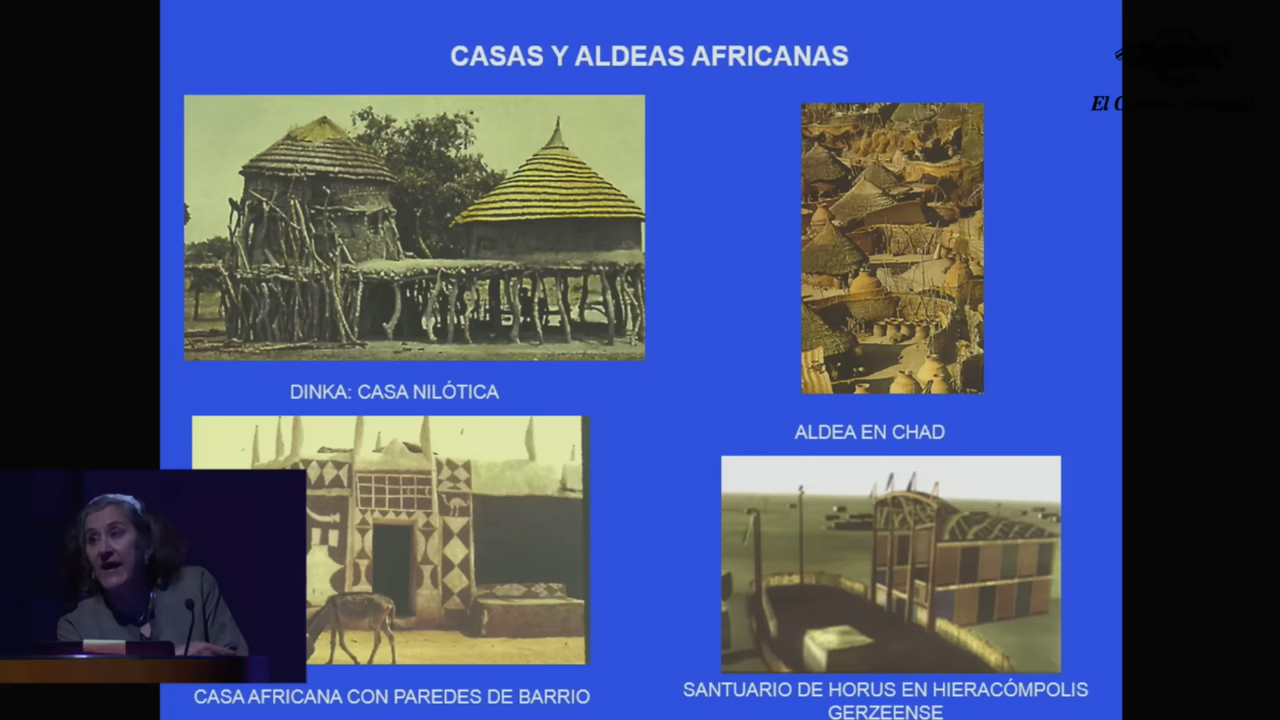 CASAS Y ALDEAS AFRICANAS
El
DINKA: CASA NILÓTICA
ALDEA EN CHAD
CASA AFRICANA CON PAREDES DE BARRIO
SANTUARIO DE HORUS EN HIERACÓMPOLIS
GERZEENSE